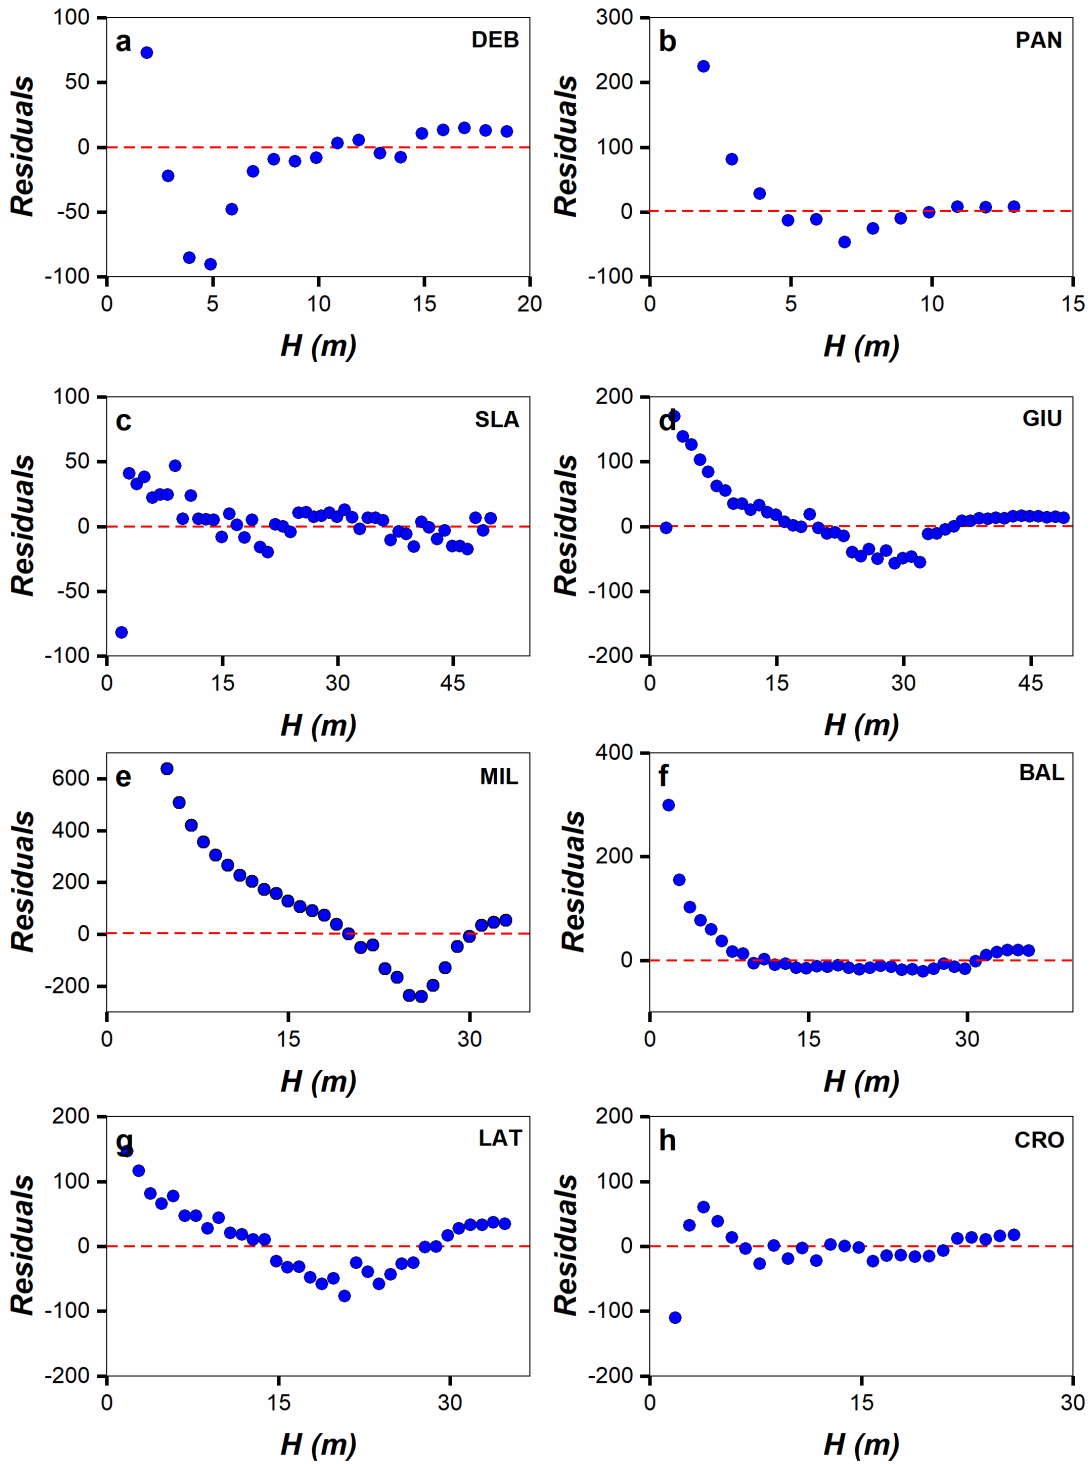 100
a
DEB
50
0
-50
-100
0 5 10 15 20
Residuals
H (m)
300
b
PAN
200
100
0
-100
0 5 10 15
Residuals
H (m)
100
c
SLA
50
0
-50
-100
0 15 30 45
Residuals
H (m)
200
d
GIU
100
0
-100
-200
0 15 30 45
Residuals
H (m)
e
MIL
600
400
200
0
-200
0 15 30
Residuals
H (m)
400
f
BAL
200
0
0 15 30
Residuals
H (m)
200
g
LAT
100
0
-100
-200
0 15 30
Residuals
H (m)
200
h
CRO
100
0
-100
-200
0 15 30
Residuals
H (m)